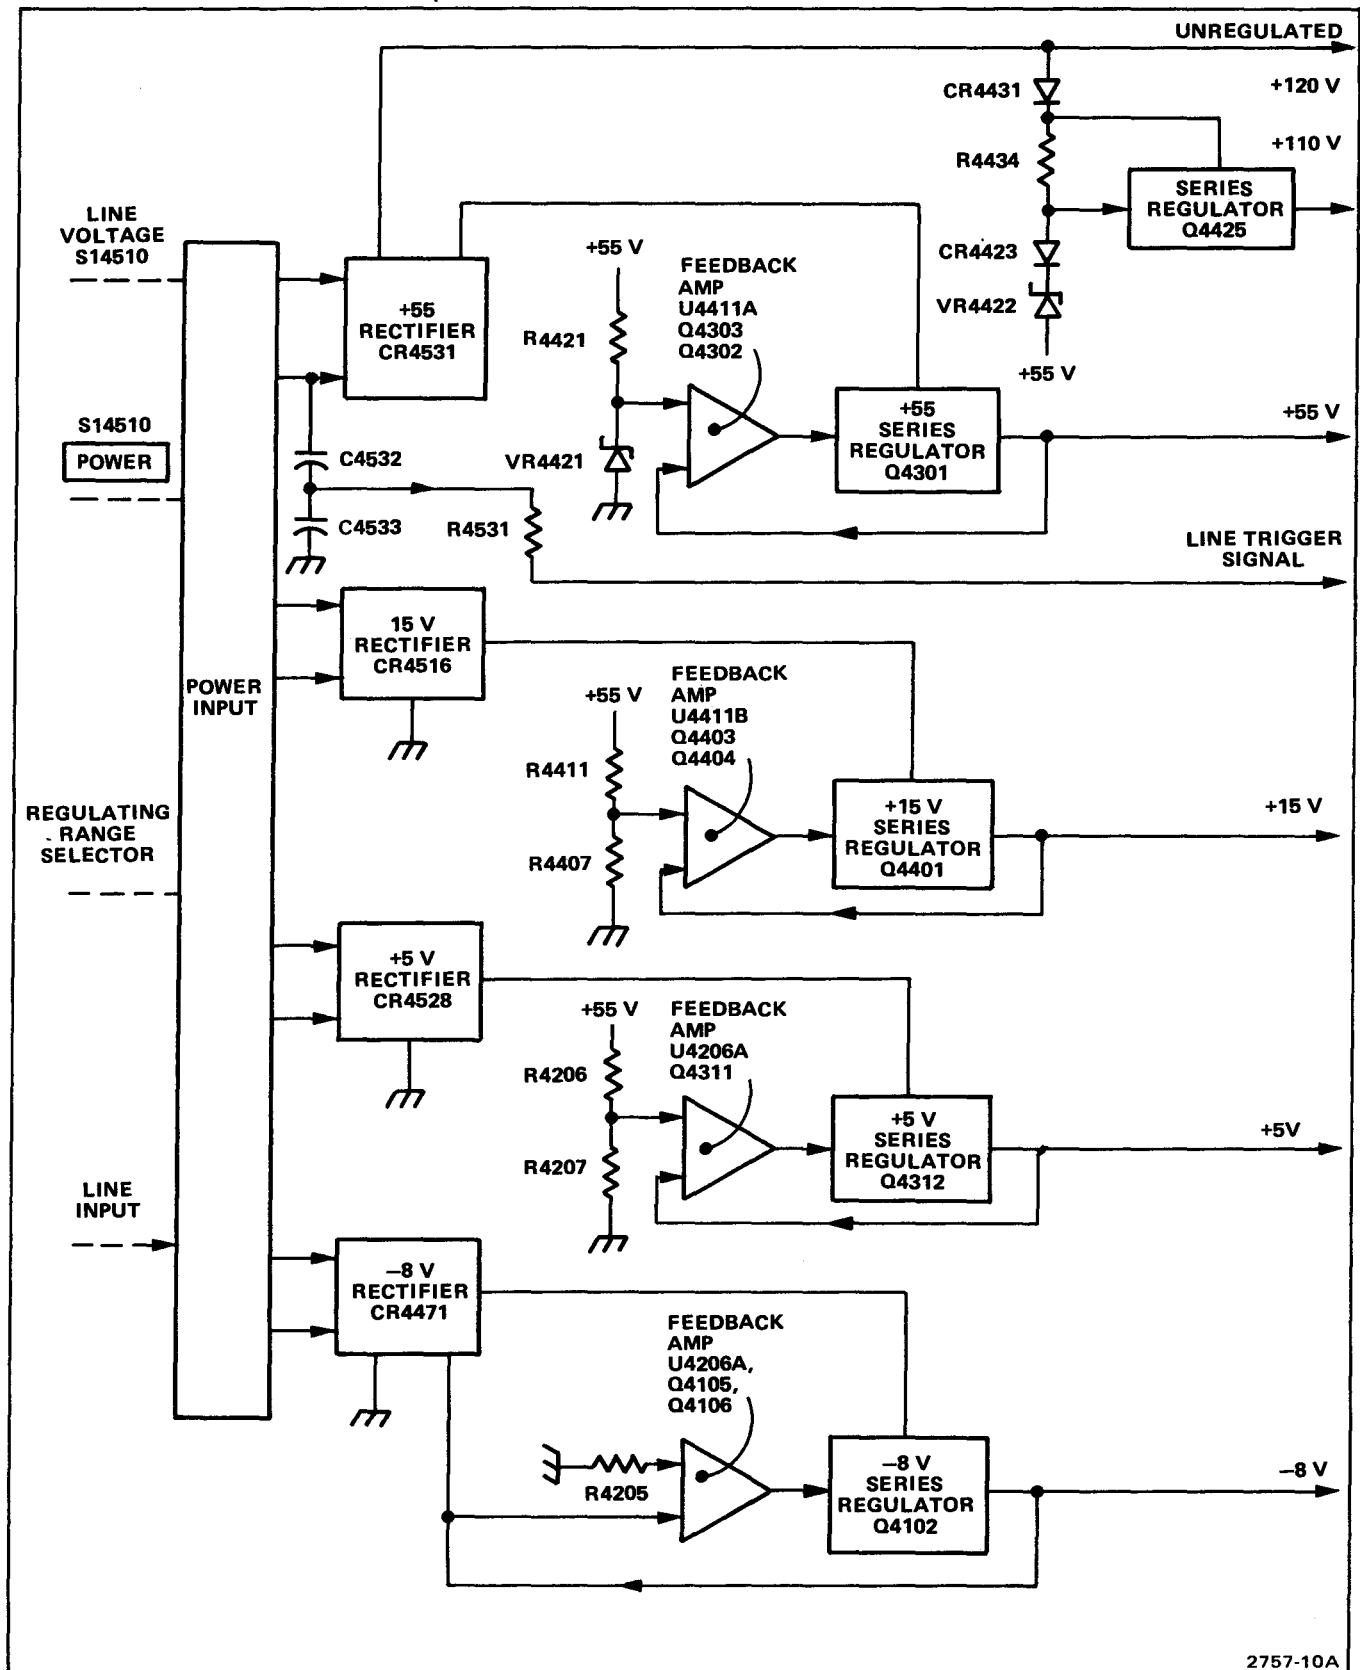 UNREGULATED
CR4431
+120 V
R4434
+110 V
SERIES
REGULATOR
Q4425
CR4423
VR4422
+55 V
LINE
VOLTAGE
S14510
+55
RECTIFIER
CR4531
+55 V
R4421
FEEDBACK
AMP
U4411A
Q4303
Q4302
VR4421
+55
SERIES
REGULATOR
Q4301
+55 V
S14510
POWER
C4532
C4533
R4531
LINE TRIGGER
SIGNAL
POWER
INPUT
15 V
RECTIFIER
CR4516
+55 V
R4411
R4407
FEEDBACK
AMP
U4411B
Q4403
Q4404
+15 V
SERIES
REGULATOR
Q4401
+15 V
REGULATING
RANGE
SELECTOR
+5 V
RECTIFIER
CR4528
+55 V
R4206
R4207
FEEDBACK
AMP
U4206A
Q4311
+5 V
SERIES
REGULATOR
Q4312
+5V
LINE
INPUT
–8 V
RECTIFIER
CR4471
FEEDBACK
AMP
U4206A,
Q4105,
Q4106
R4205
–8 V
SERIES
REGULATOR
Q4102
–8 V
2757-10A